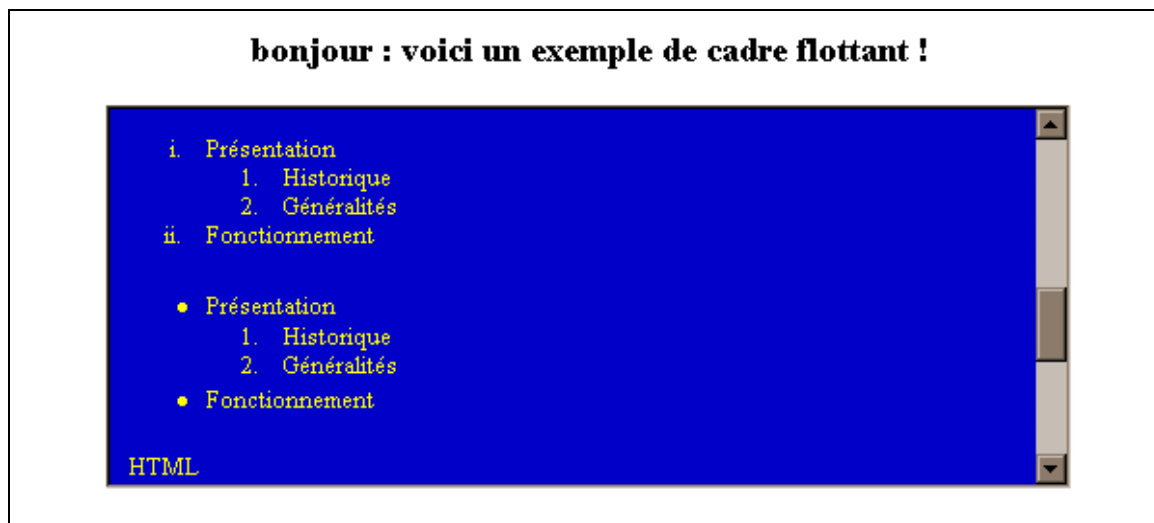 bonjour : voici un exemple de cadre flottant !
i. Présentation
1. Historique
2. Généralités
ii. Fonctionnement
• Présentation
1. Historique
2. Généralités
• Fonctionnement
HTML